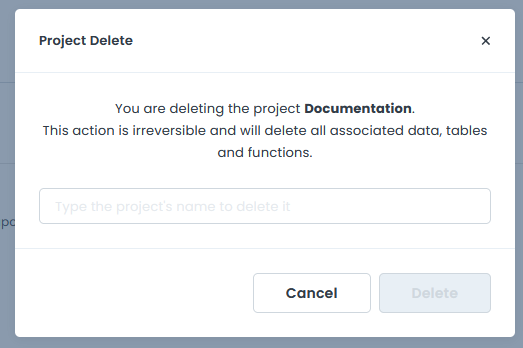 Project Delete
You are deleting the project Documentation.
This action is irreversible and will delete all associated data, tables
and functions.
Type the project's name to delete it
po
Cancel
Delete